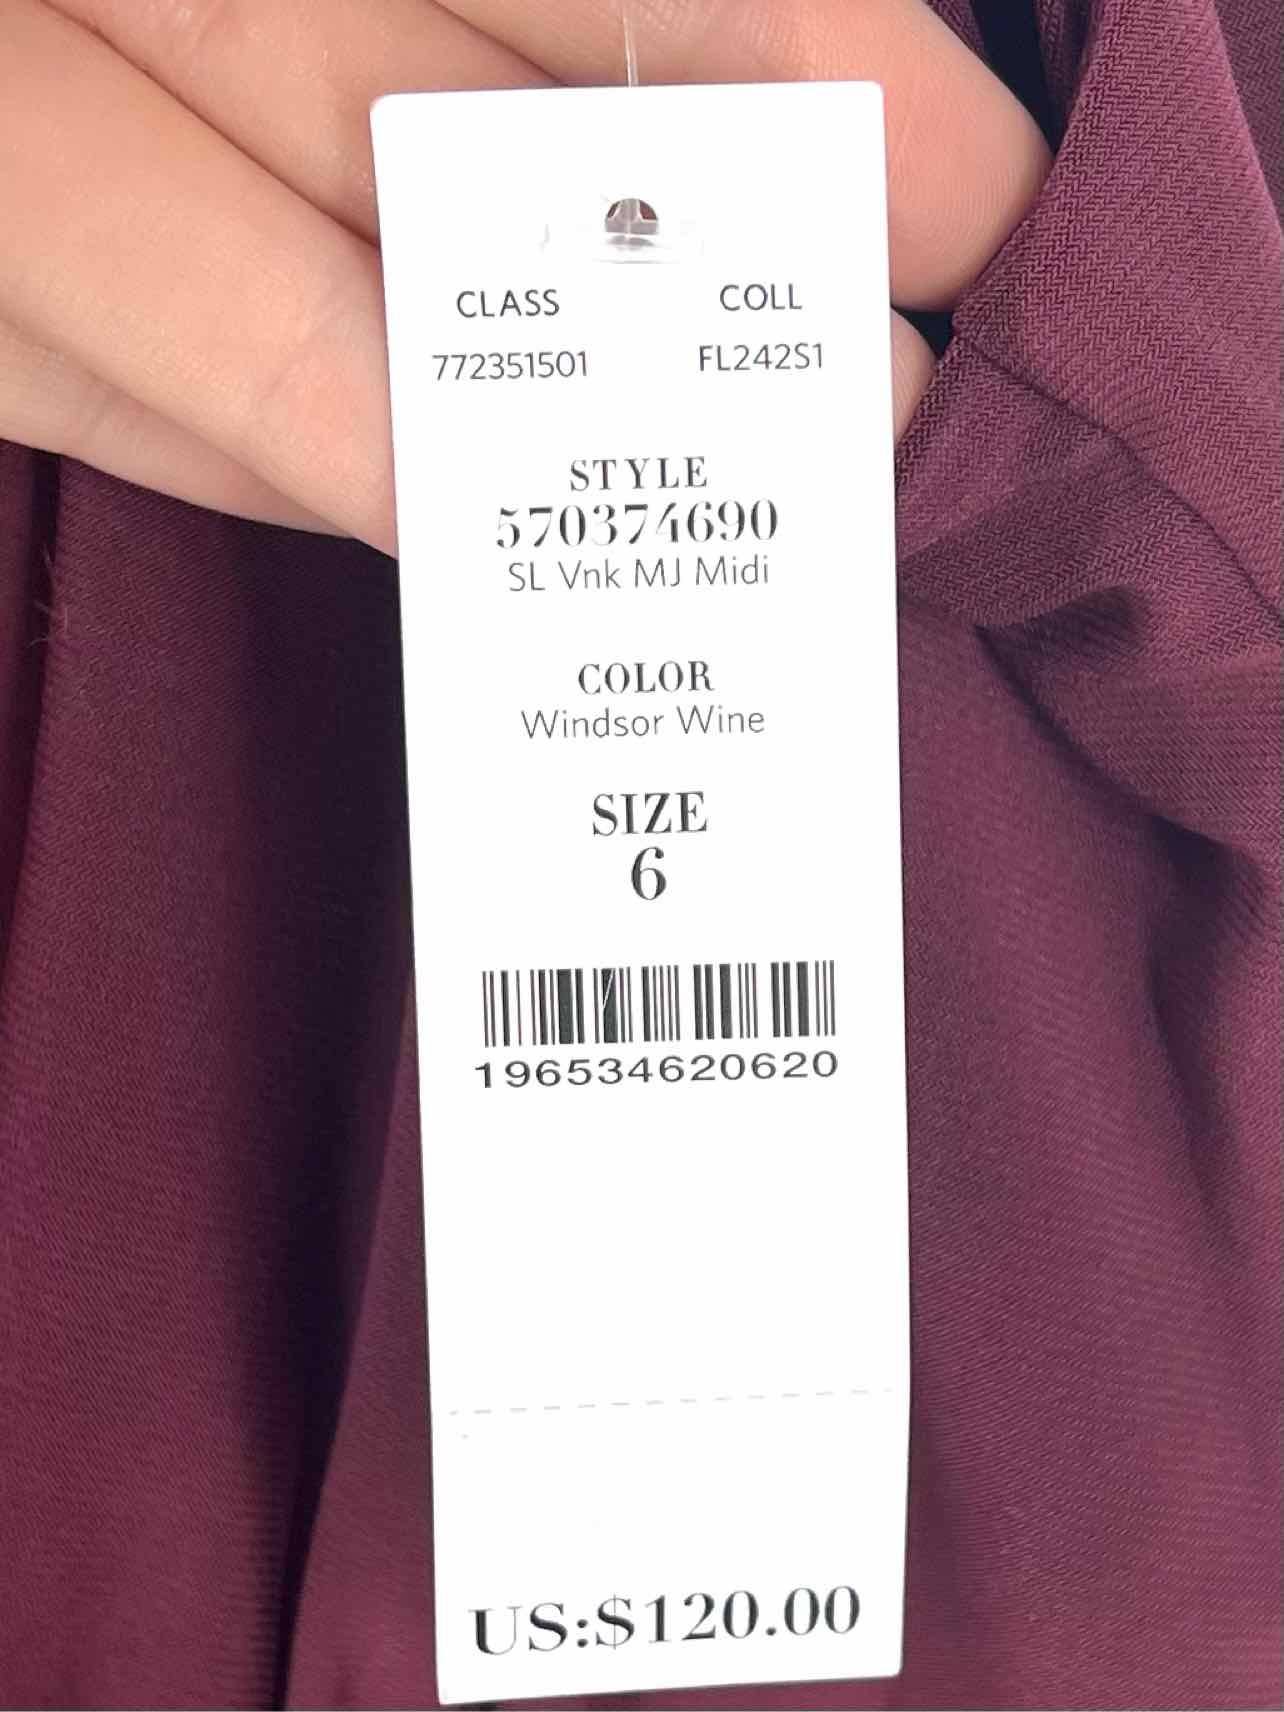 CLASS COLL
772351501 FL242S1
STYLE
570374690
SL Vnk MJ Midi
COLOR
Windsor Wine
SIZE
6
196534620620
US:$120.00